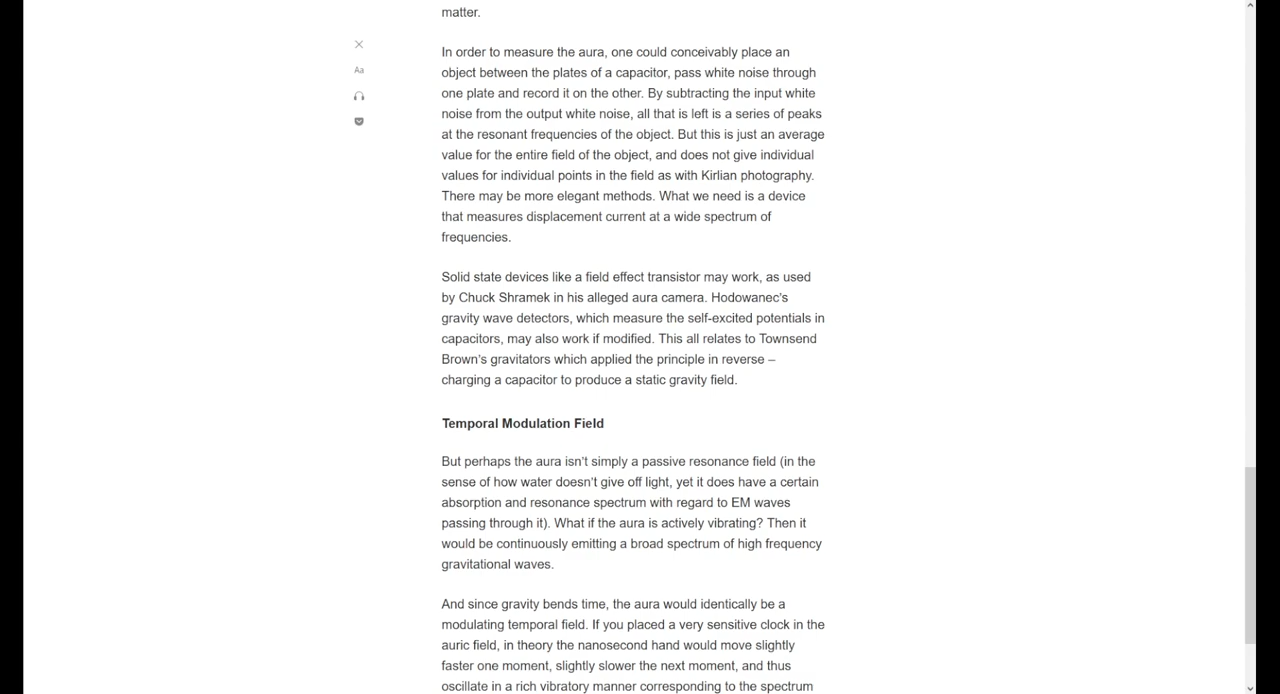 matter.
In order to measure the aura, one could conceivably place an
object between the plates of a capacitor, pass white noise through
one plate and record it on the other. By subtracting the input white
noise from the output white noise, all that is left is a series of peaks
at the resonant frequencies of the object. But this is just an average
value for the entire field of the object, and does not give individual
values for individual points in the field as with Kirlian photography.
There may be more elegant methods. What we need is a device
that measures displacement current at a wide spectrum of
frequencies.
Solid state devices like a field effect transistor may work, as used
by Chuck Shramek in his alleged aura camera. Hodowanec’s
gravity wave detectors, which measure the self-excited potentials in
capacitors, may also work if modified. This all relates to Townsend
Brown’s gravitators which applied the principle in reverse –
charging a capacitor to produce a static gravity field.
Temporal Modulation Field
But perhaps the aura isn’t simply a passive resonance field (in the
sense of how water doesn’t give off light, yet it does have a certain
absorption and resonance spectrum with regard to EM waves
passing through it). What if the aura is actively vibrating? Then it
would be continuously emitting a broad spectrum of high frequency
gravitational waves.
And since gravity bends time, the aura would identically be a
modulating temporal field. If you placed a very sensitive clock in the
auric field, in theory the nanosecond hand would move slightly
faster one moment, slightly slower the next moment, and thus
oscillate in a rich vibratory manner corresponding to the spectrum
Aa